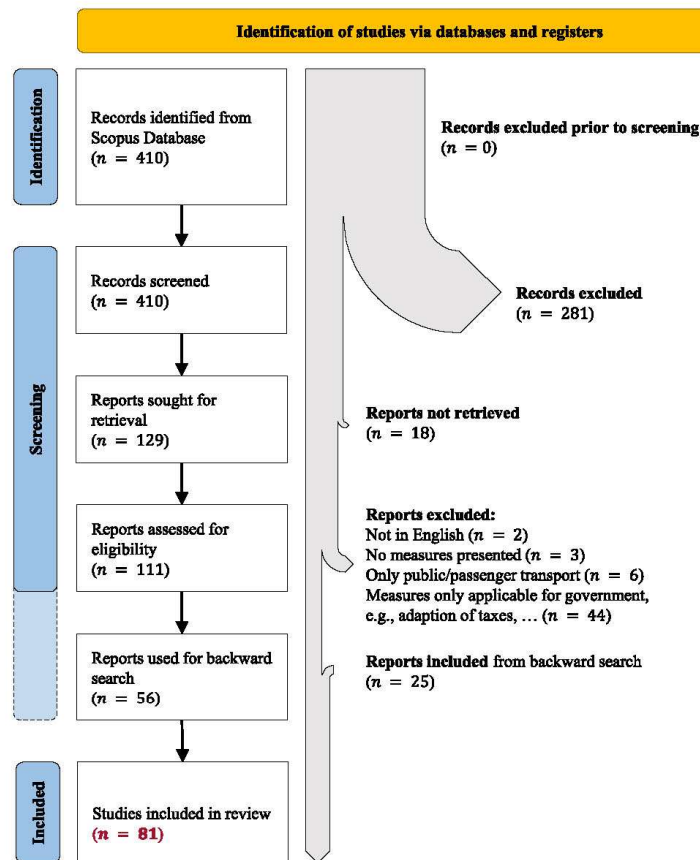 Identification of studies via databases and registers
Identification
Records identified from
Scopus Database
(n = 410)
Records excluded prior to screening
(n = 0)
Screening
Records screened
(n = 410)
Records excluded
(n = 281)
Reports sought for
retrieval
(n = 129)
Reports not retrieved
(n = 18)
Reports assessed for
eligibility
(n = 111)
Reports excluded:
Not in English (n = 2)
No measures presented (n = 3)
Only public/passenger transport (n = 6)
Measures only applicable for government,
e.g., adaption of taxes, … (n = 44)
Reports used for backward
search
(n = 56)
Reports included from backward search
(n = 25)
Included
Studies included in review
(n = 81)